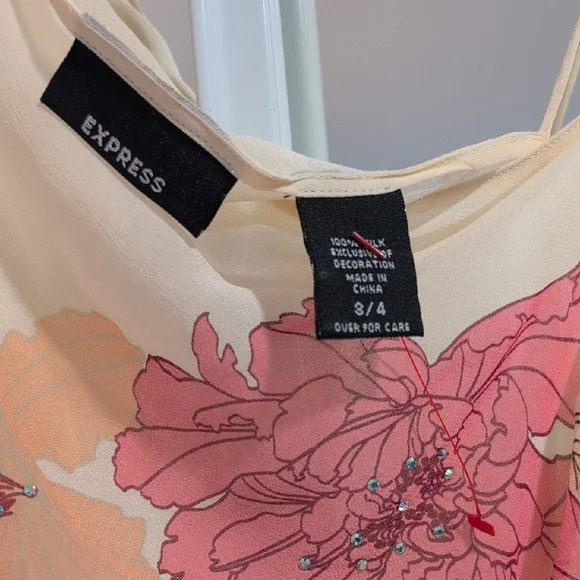 EXPRESS
100% SILK
EXCLUSIVE OF
DECORATION
MADE IN
CHINA
3/4
OVER FOR CARE